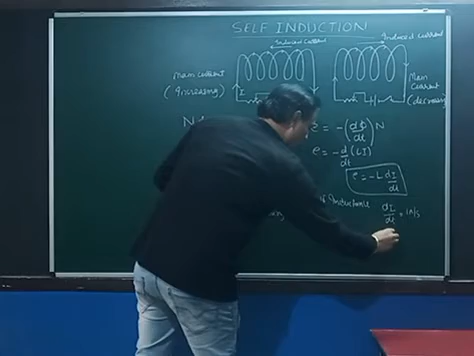 SELF INDUCTION
Induced Current
Induced Current
Main Current
(Increasing)
I
Main
Current
(decreasing)
e = -(dΦ/dt) N
e = -d/dt (LI)
e = -L dI/dt
Inductance
dI/dt = 1A/s